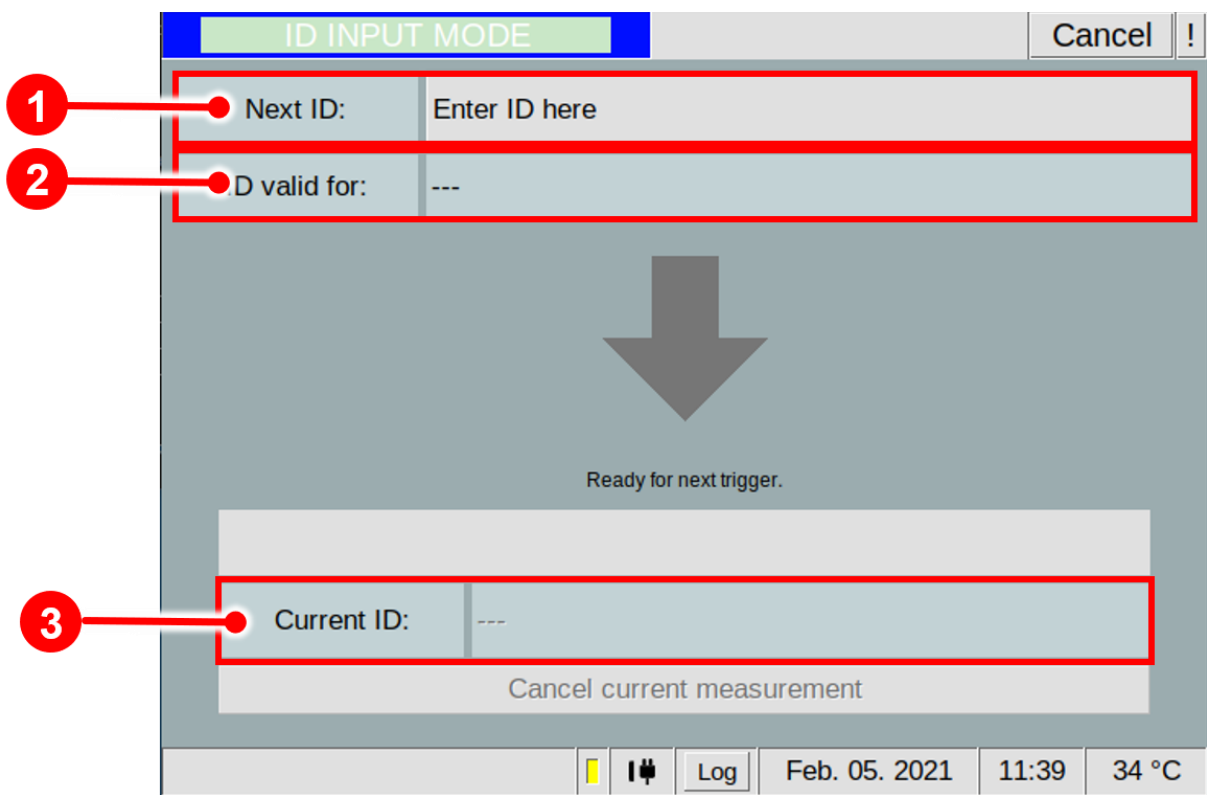 ID INPUT MODE Cancel !
1 Next ID: Enter ID here
2 D valid for: ---
Ready for next trigger.
3 Current ID: ---
Cancel current measurement
Log Feb. 05. 2021 11:39 34 °C